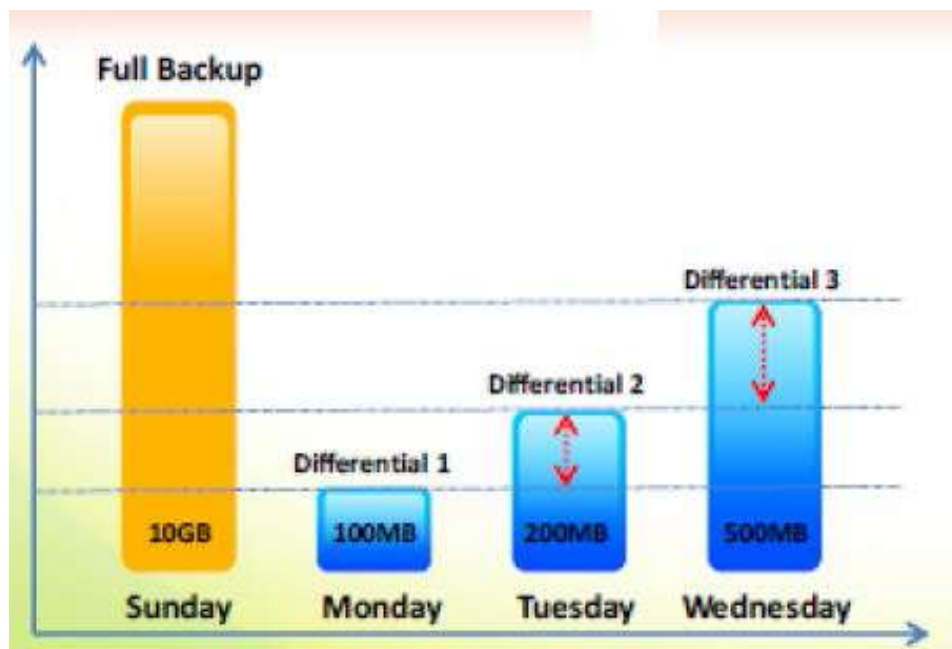 Full Backup
Differential 3
Differential 2
Differential 1
10GB
100MB
200MB
500MB
Sunday
Monday
Tuesday
Wednesday